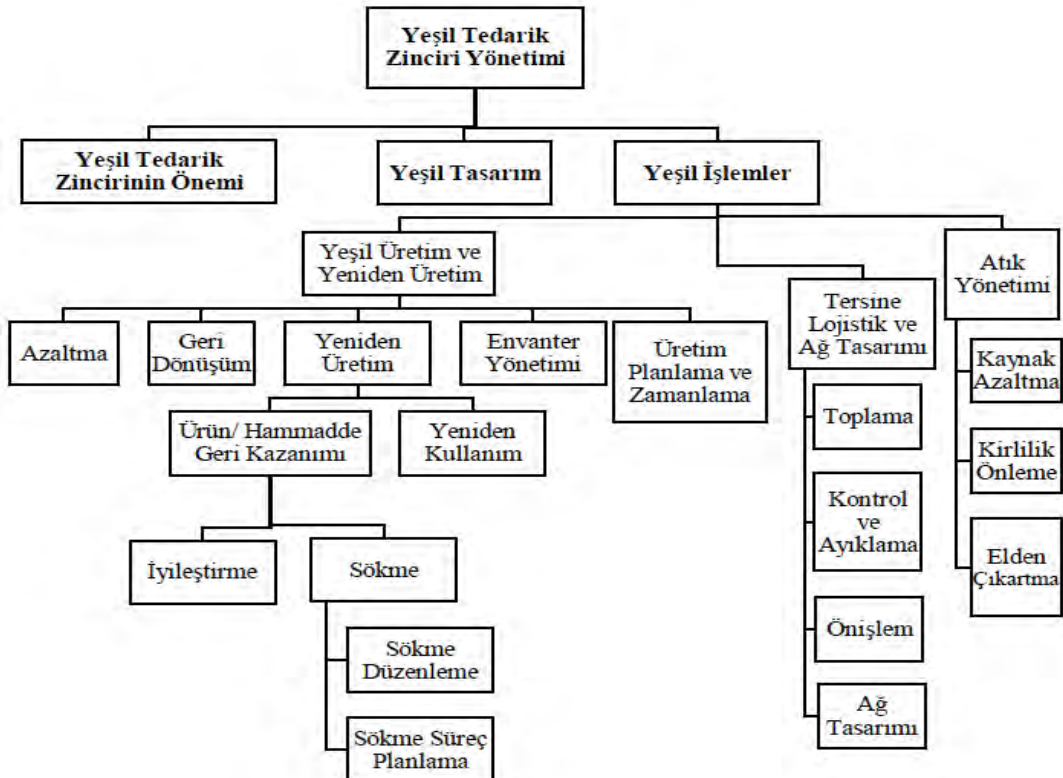 Yeşil Tedarik
Zinciri Yönetimi
Yeşil Tedarik
Zincirinin Önemi
Yeşil Tasarım
Yeşil İşlemler
Yeşil Üretim ve
Yeniden Üretim
Tersine
Lojistik ve
Ağ Tasarımı
Atık
Yönetimi
Azaltma
Geri
Dönüşüm
Yeniden
Üretim
Envanter
Yönetimi
Üretim
Planlama ve
Zamanlama
Kaynak
Azaltma
Ürün/ Hammadde
Geri Kazanımı
Yeniden
Kullanım
Toplama
Kirlilik
Önleme
Kontrol
ve
Ayıklama
İyileştirme
Sökme
Elden
Çıkartma
Sökme
Düzenleme
Önişlem
Sökme Süreç
Planlama
Ağ
Tasarımı